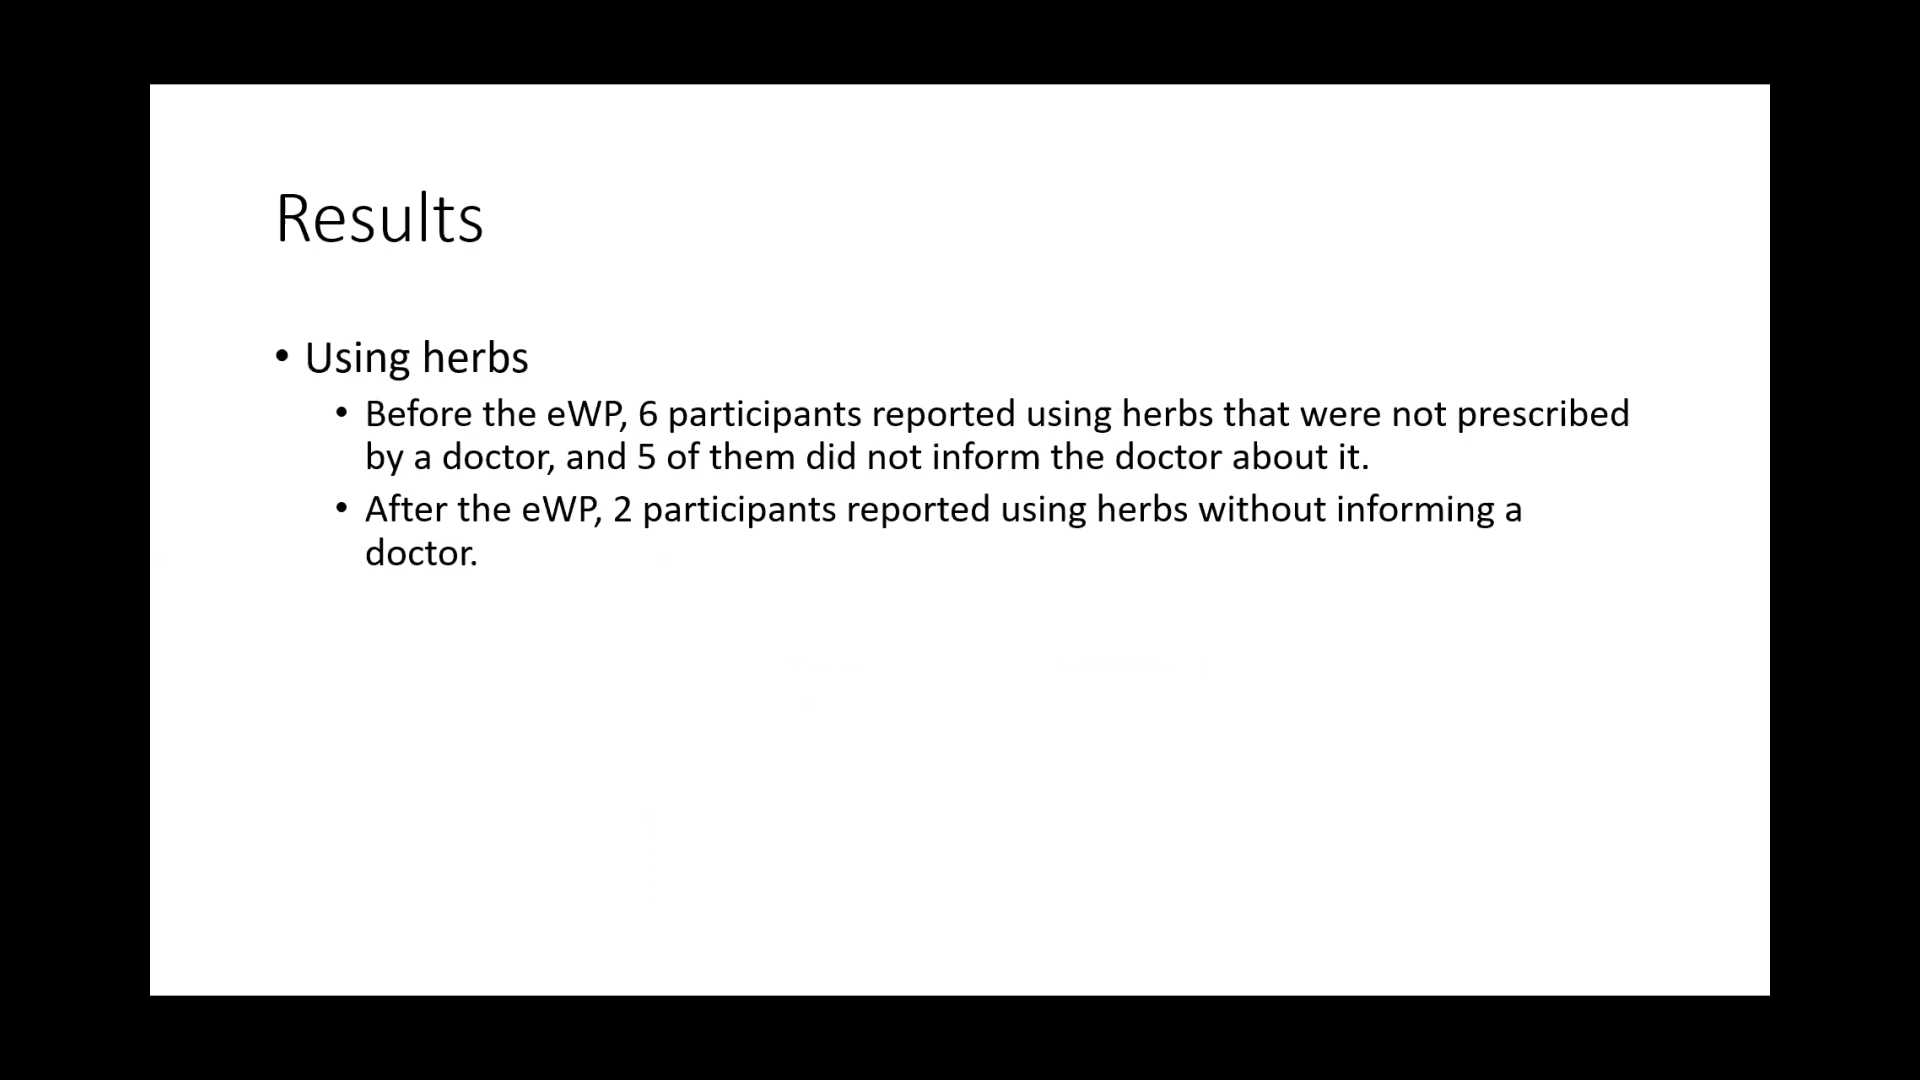 Results
• Using herbs
• Before the eWP, 6 participants reported using herbs that were not prescribed
by a doctor, and 5 of them did not inform the doctor about it.
• After the eWP, 2 participants reported using herbs without informing a
doctor.